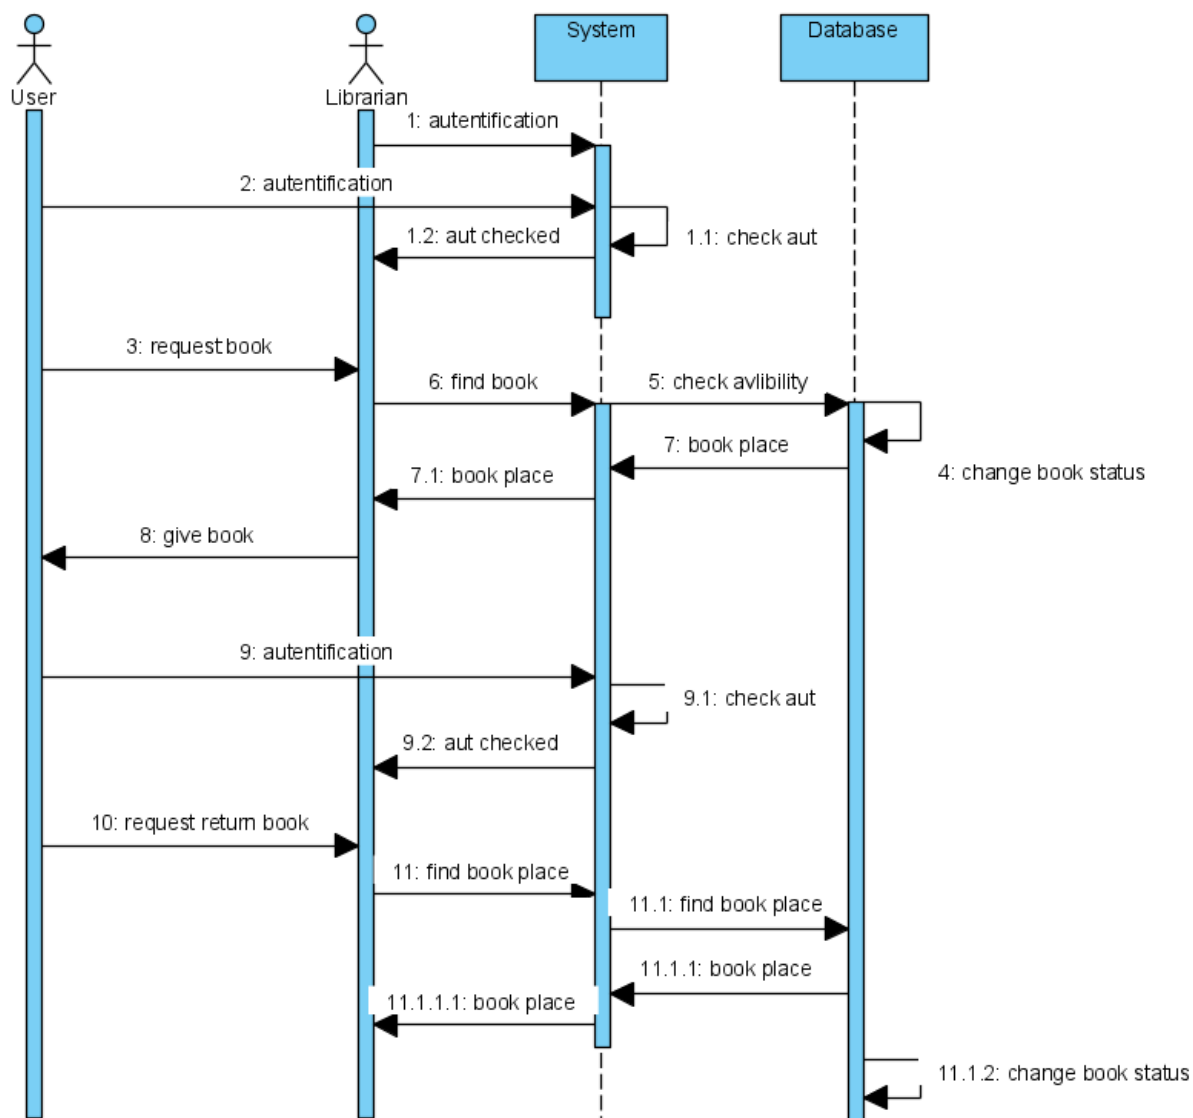 User
Librarian
System
Database
1: autentification
2: autentification
1.1: check aut
1.2: aut checked
3: request book
6: find book
5: check avlibility
7: book place
4: change book status
7.1: book place
8: give book
9: autentification
9.1: check aut
9.2: aut checked
10: request return book
11: find book place
11.1: find book place
11.1.1: book place
11.1.1.1: book place
11.1.2: change book status